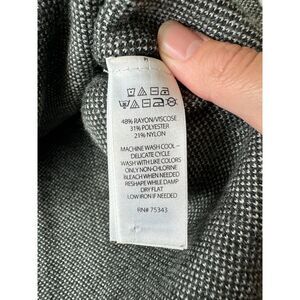 48% RAYON/VISCOSE
31% POLYESTER
21% NYLON
MACHINE WASH COOL –
DELICATE CYCLE
WASH WITH LIKE COLORS
ONLY NON-CHLORINE
BLEACH WHEN NEEDED
RESHAPE WHILE DAMP
DRY FLAT
LOW IRON IF NEEDED
RN# 75343